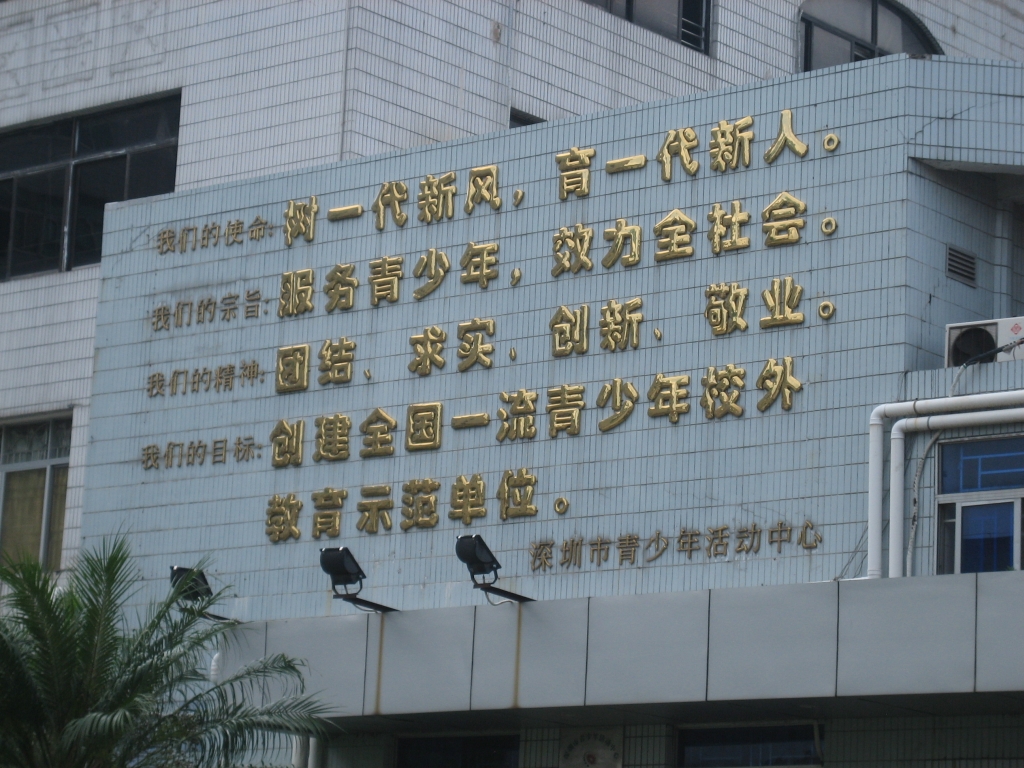 我们的使命:树一代新风，育一代新人。
我们的宗旨:服务青少年，效力全社会。
我们的精神:团结、求实、创新、敬业。
我们的目标:创建全国一流青少年校外
教育示范单位。
深圳市青少年活动中心